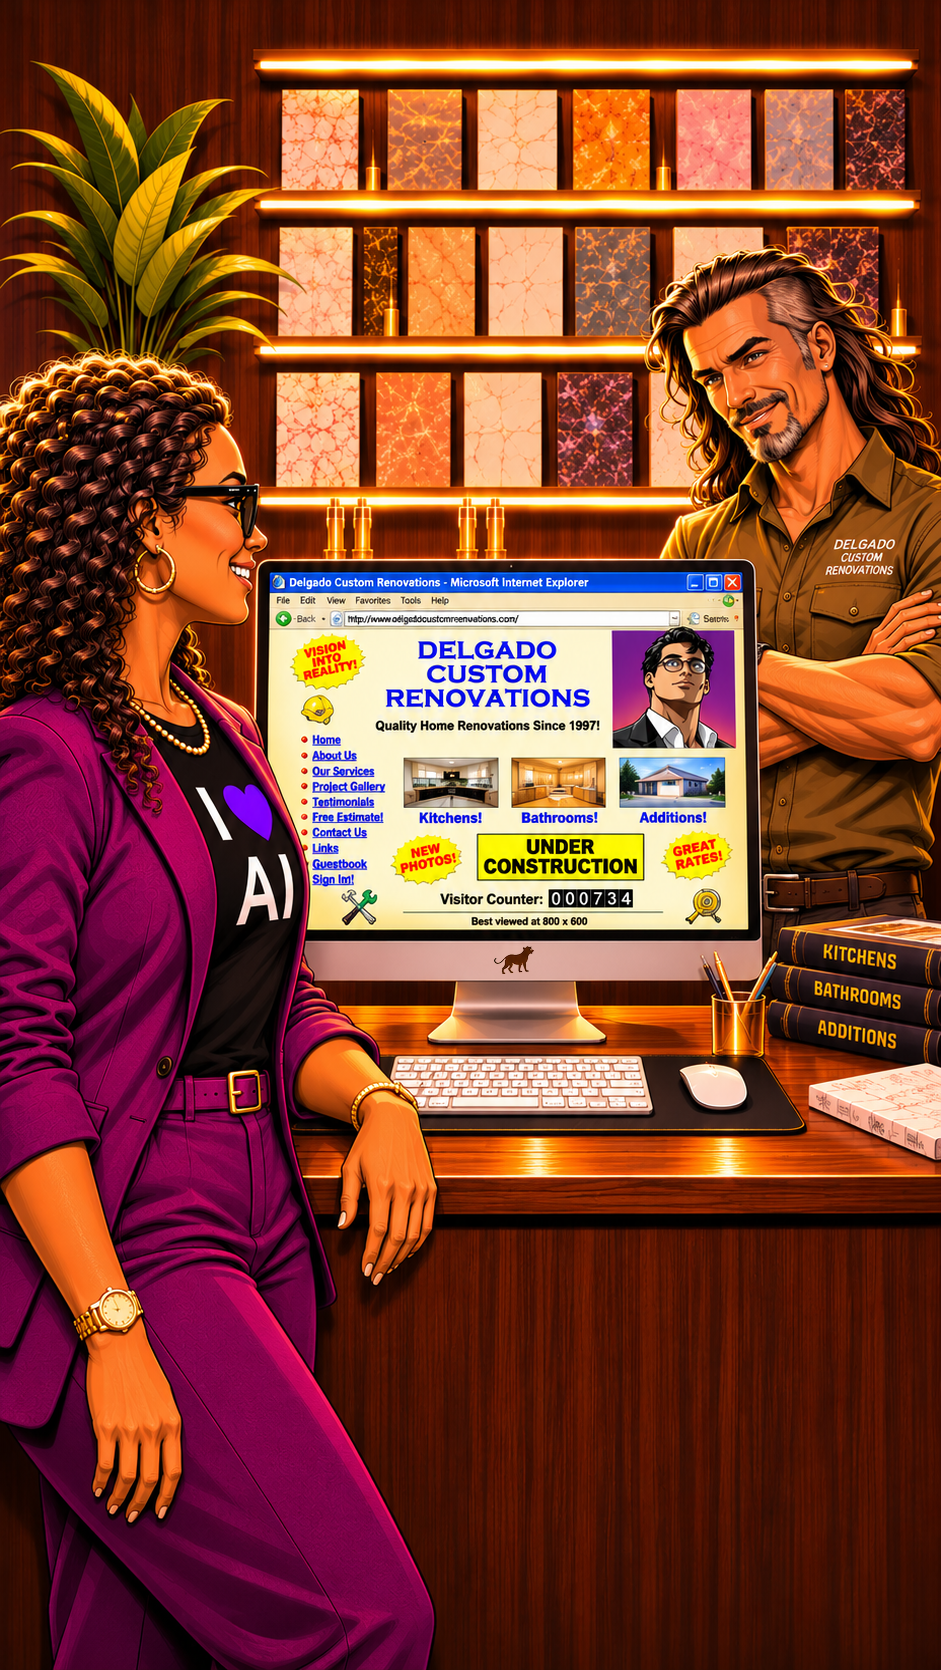 Delgado Custom Renovations - Microsoft Internet Explorer
File Edit View Favorites Tools Help
Back
VISION
INTO
REALITY!
DELGADO
CUSTOM
RENOVATIONS
Quality Home Renovations Since 1997!
Home
About Us
Our Services
Project Gallery
Testimonials
Free Estimate!
Contact Us
Links
Guestbook
Sign Im!
Kitchens!
Bathrooms!
Additions!
NEW
PHOTOS!
UNDER
CONSTRUCTION
GREAT
RATES!
Visitor Counter: 000734
Best viewed at 800 x 600
DELGADO
CUSTOM
RENOVATIONS
I 💜
AI
KITCHENS
BATHROOMS
ADDITIONS